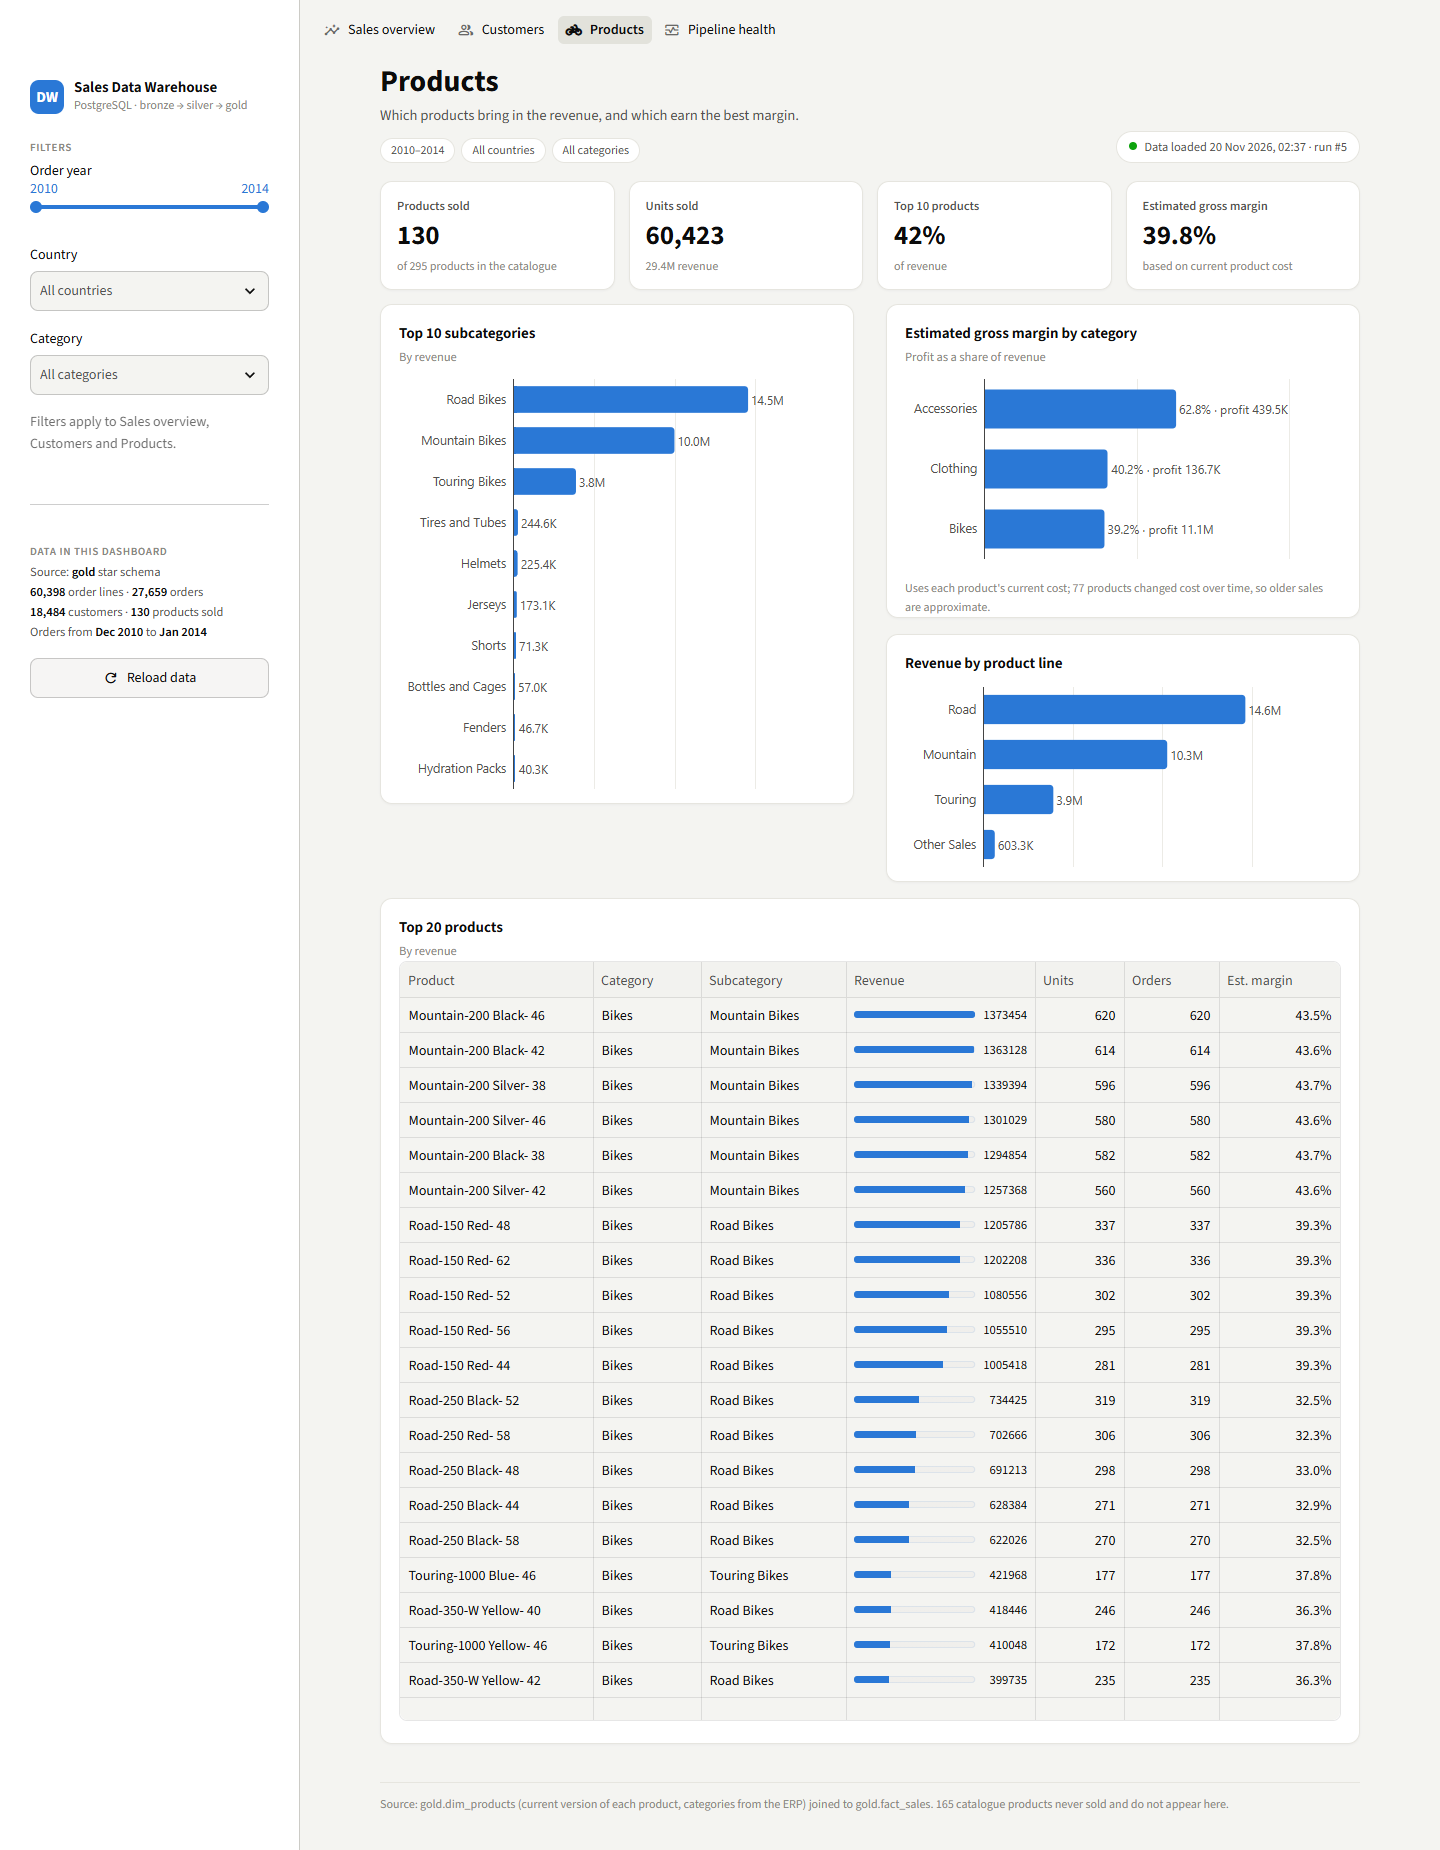 Sales overview
Customers
Products
Pipeline health
DW
Sales Data Warehouse
PostgreSQL · bronze → silver → gold
FILTERS
Order year
2010 2014
Country
All countries
Category
All categories
Filters apply to Sales overview,
Customers and Products.
DATA IN THIS DASHBOARD
Source: gold star schema
60,398 order lines · 27,659 orders
18,484 customers · 130 products sold
Orders from Dec 2010 to Jan 2014
Reload data
Products
Which products bring in the revenue, and which earn the best margin.
2010–2014 All countries All categories
Data loaded 20 Nov 2026, 02:37 · run #5
Products sold
130
of 295 products in the catalogue
Units sold
60,423
29.4M revenue
Top 10 products
42%
of revenue
Estimated gross margin
39.8%
based on current product cost
Top 10 subcategories
By revenue
Road Bikes 14.5M
Mountain Bikes 10.0M
Touring Bikes 3.8M
Tires and Tubes 244.6K
Helmets 225.4K
Jerseys 173.1K
Shorts 71.3K
Bottles and Cages 57.0K
Fenders 46.7K
Hydration Packs 40.3K
Estimated gross margin by category
Profit as a share of revenue
Accessories 62.8% · profit 439.5K
Clothing 40.2% · profit 136.7K
Bikes 39.2% · profit 11.1M
Uses each product's current cost; 77 products changed cost over time, so older sales
are approximate.
Revenue by product line
Road 14.6M
Mountain 10.3M
Touring 3.9M
Other Sales 603.3K
Top 20 products
By revenue
Product Category Subcategory Revenue Units Orders Est. margin
Mountain-200 Black- 46 Bikes Mountain Bikes 1373454 620 620 43.5%
Mountain-200 Black- 42 Bikes Mountain Bikes 1363128 614 614 43.6%
Mountain-200 Silver- 38 Bikes Mountain Bikes 1339394 596 596 43.7%
Mountain-200 Silver- 46 Bikes Mountain Bikes 1301029 580 580 43.6%
Mountain-200 Black- 38 Bikes Mountain Bikes 1294854 582 582 43.7%
Mountain-200 Silver- 42 Bikes Mountain Bikes 1257368 560 560 43.6%
Road-150 Red- 48 Bikes Road Bikes 1205786 337 337 39.3%
Road-150 Red- 62 Bikes Road Bikes 1202208 336 336 39.3%
Road-150 Red- 52 Bikes Road Bikes 1080556 302 302 39.3%
Road-150 Red- 56 Bikes Road Bikes 1055510 295 295 39.3%
Road-150 Red- 44 Bikes Road Bikes 1005418 281 281 39.3%
Road-250 Black- 52 Bikes Road Bikes 734425 319 319 32.5%
Road-250 Red- 58 Bikes Road Bikes 702666 306 306 32.3%
Road-250 Black- 48 Bikes Road Bikes 691213 298 298 33.0%
Road-250 Black- 44 Bikes Road Bikes 628384 271 271 32.9%
Road-250 Black- 58 Bikes Road Bikes 622026 270 270 32.5%
Touring-1000 Blue- 46 Bikes Touring Bikes 421968 177 177 37.8%
Road-350-W Yellow- 40 Bikes Road Bikes 418446 246 246 36.3%
Touring-1000 Yellow- 46 Bikes Touring Bikes 410048 172 172 37.8%
Road-350-W Yellow- 42 Bikes Road Bikes 399735 235 235 36.3%
Source: gold.dim_products (current version of each product, categories from the ERP) joined to gold.fact_sales. 165 catalogue products never sold and do not appear here.